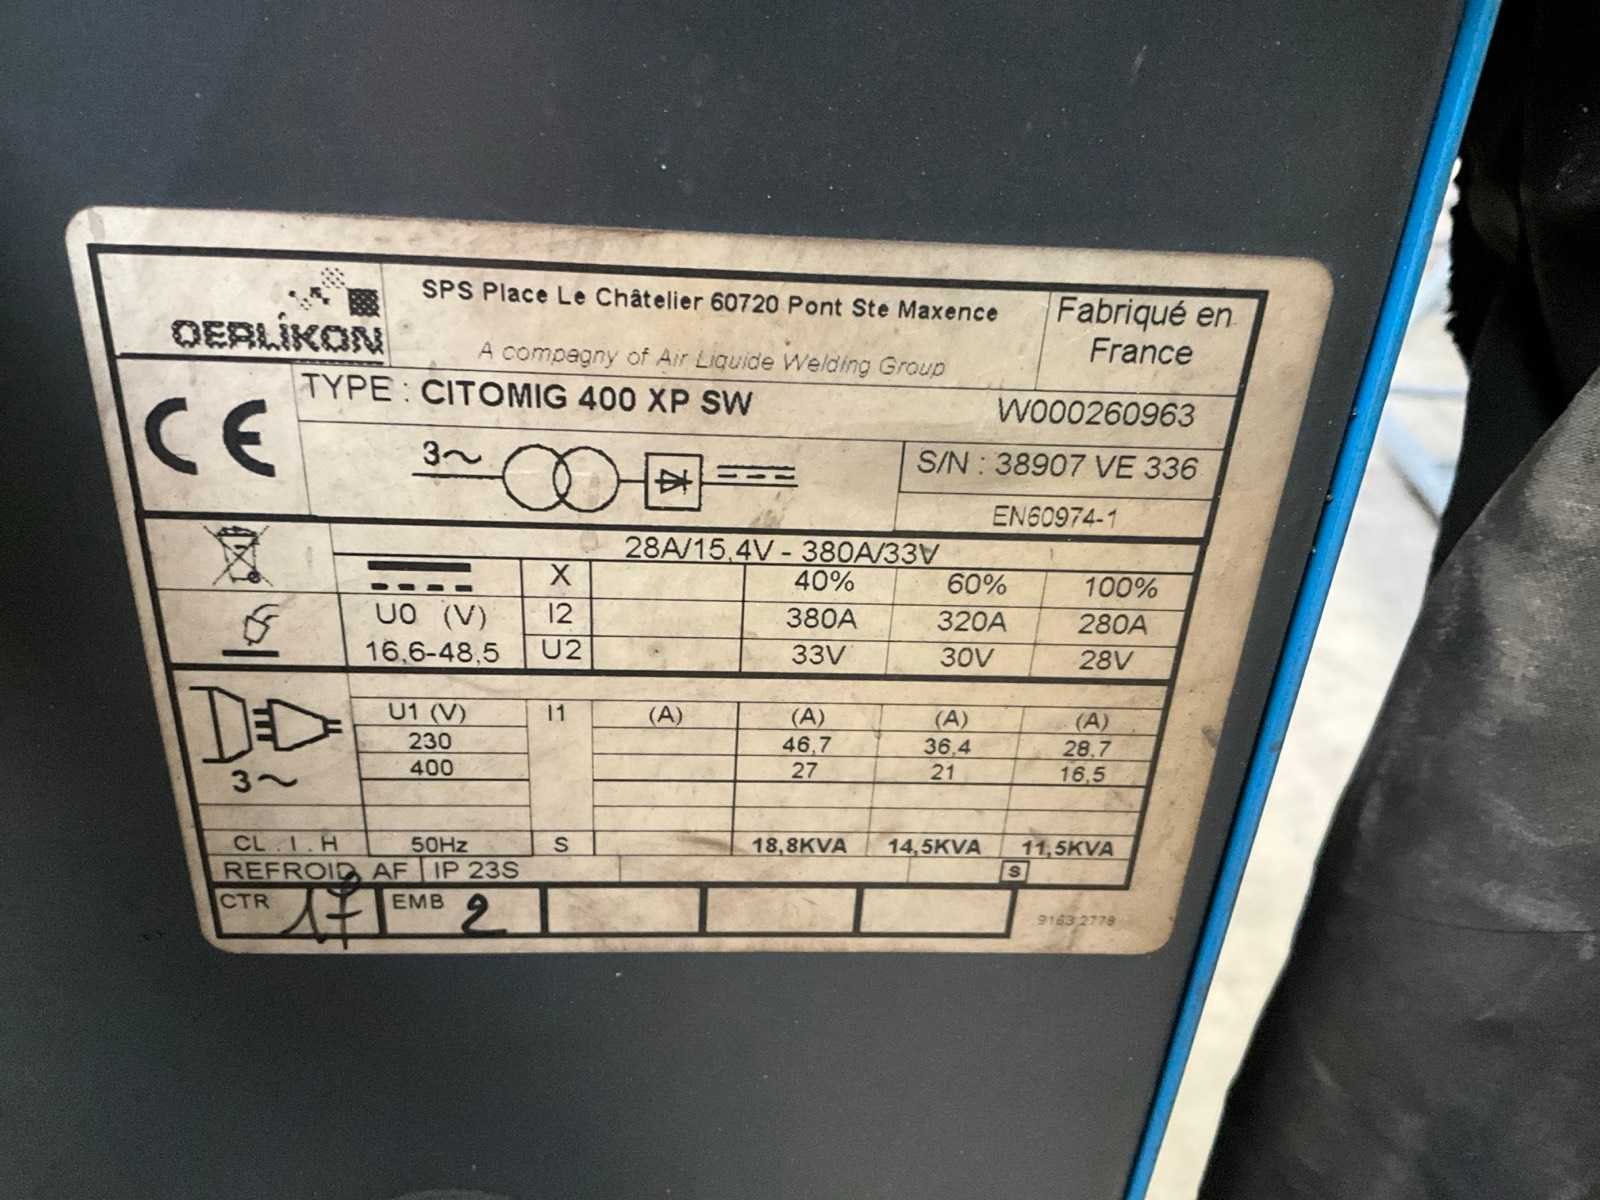 OERLIKON
SPS Place Le Châtelier 60720 Pont Ste Maxence
A compagny of Air Liquide Welding Group
Fabriqué en
France
CE
TYPE : CITOMIG 400 XP SW W000260963
3~
S/N : 38907 VE 336
EN60974-1
28A/15,4V - 380A/33V
X 40% 60% 100%
U0 (V) I2 380A 320A 280A
16,6-48,5 U2 33V 30V 28V
U1 (V) I1 (A) (A) (A) (A)
230 46,7 36,4 28,7
400 27 21 16,5
3~
CL . I . H 50Hz S 18,8KVA 14,5KVA 11,5KVA
REFROID AF IP 23S S
CTR 17 EMB 2
9163 2778